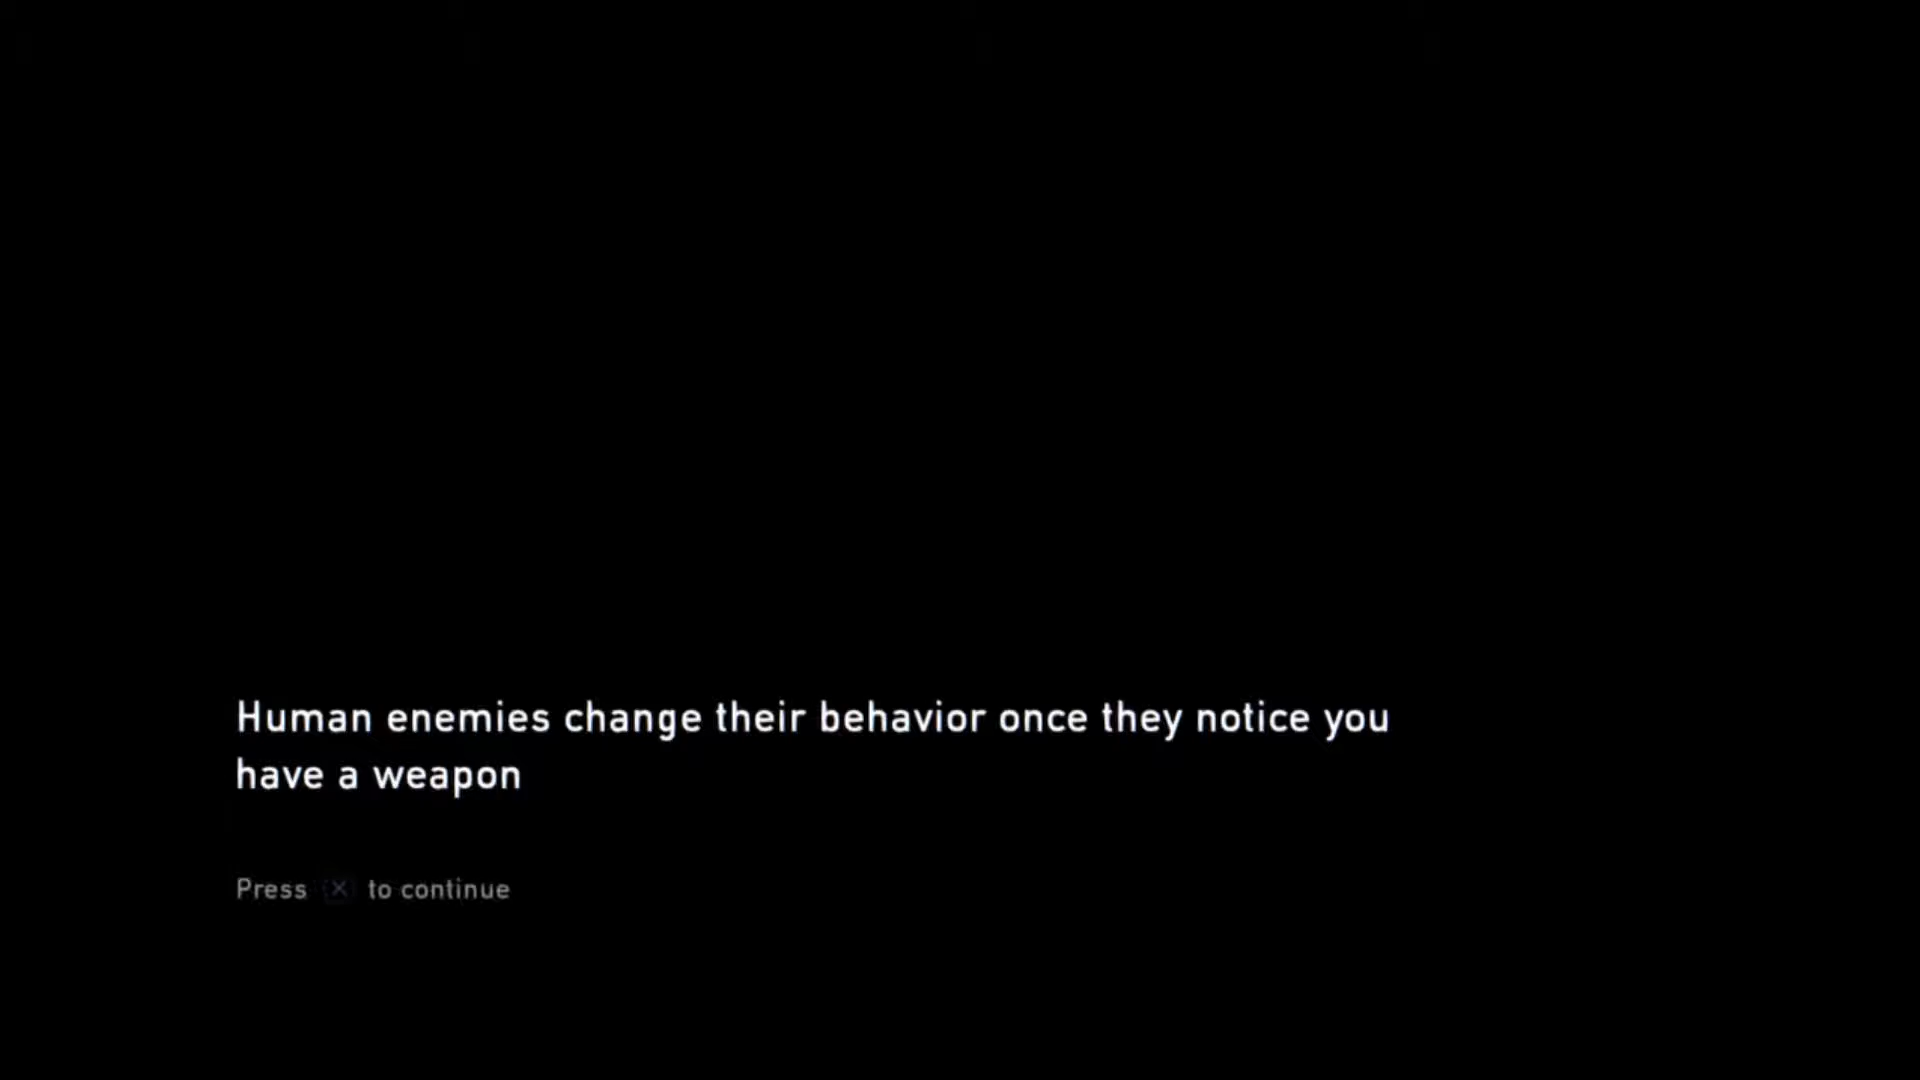 Human enemies change their behavior once they notice you
have a weapon
Press ⓧ to continue